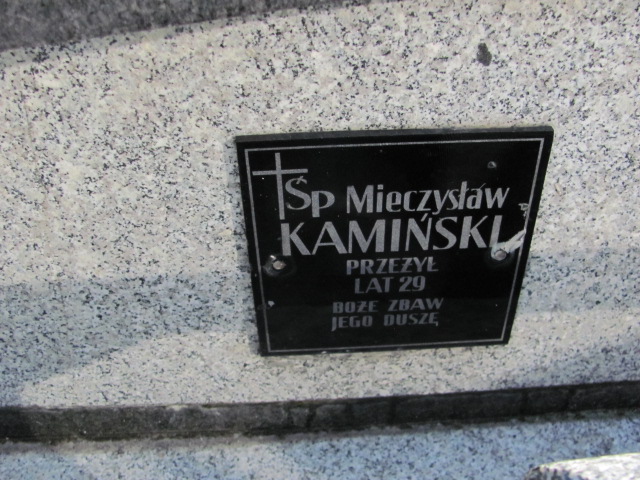 ŚP Mieczysław
KAMIŃSKI
PRZEŻYŁ
LAT 29
BOŻE ZBAW
JEGO DUSZĘ